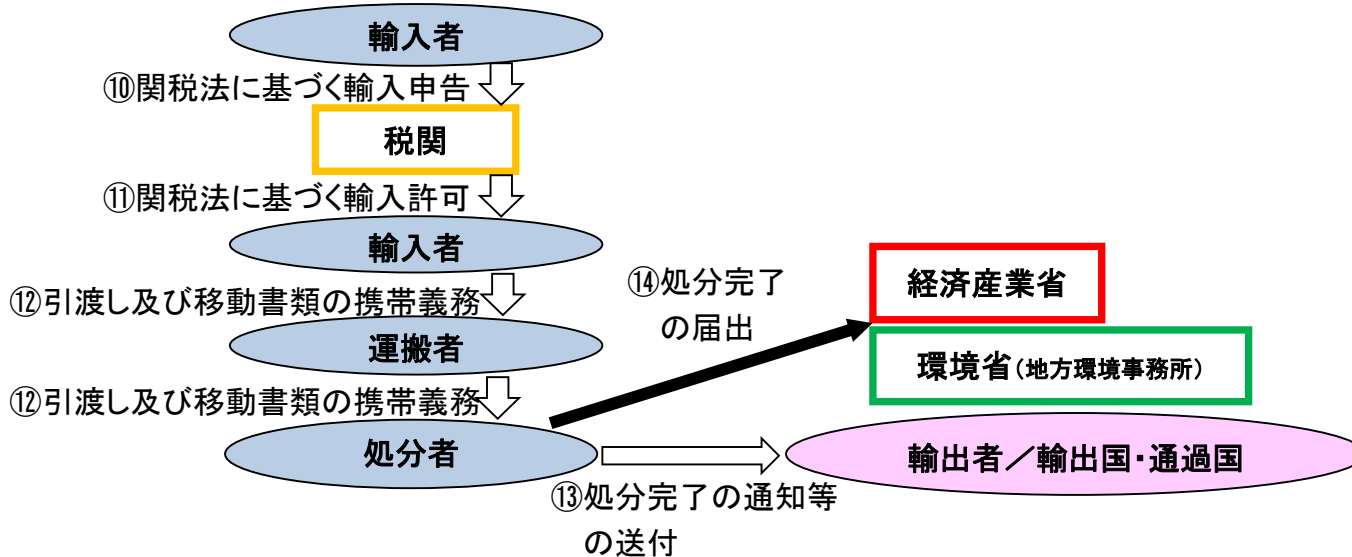 輸入者
⑩関税法に基づく輸入申告
税関
⑪関税法に基づく輸入許可
輸入者
⑫引渡し及び移動書類の携帯義務
運搬者
⑫引渡し及び移動書類の携帯義務
処分者
⑭処分完了
の届出
経済産業省
環境省(地方環境事務所)
⑬処分完了の通知等
の送付
輸出者／輸出国・通過国